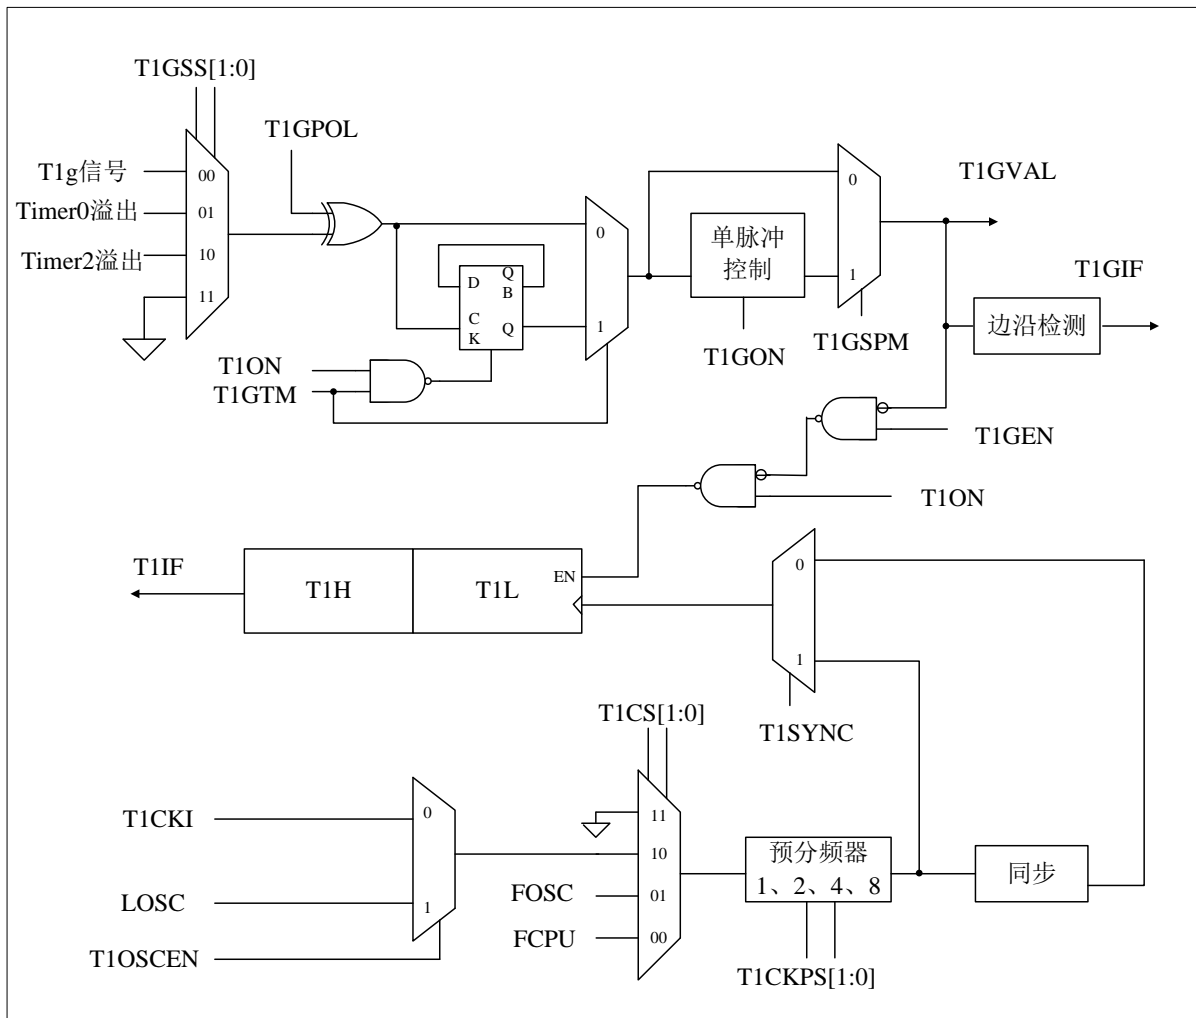 T1GSS[1:0]
T1GPOL
T1g信号
00
Timer0溢出
01
Timer2溢出
10
11
0
1
D
Q
B
C
K
Q
T1ON
T1GTM
单脉冲
控制
T1GON
0
1
T1GSPM
T1GVAL
T1GIF
边沿检测
T1GEN
T1ON
T1IF
T1H
T1L
EN
0
1
T1SYNC
T1CS[1:0]
T1CKI
0
LOSC
1
T1OSCEN
11
10
FOSC
01
FCPU
00
预分频器
1、2、4、8
T1CKPS[1:0]
同步